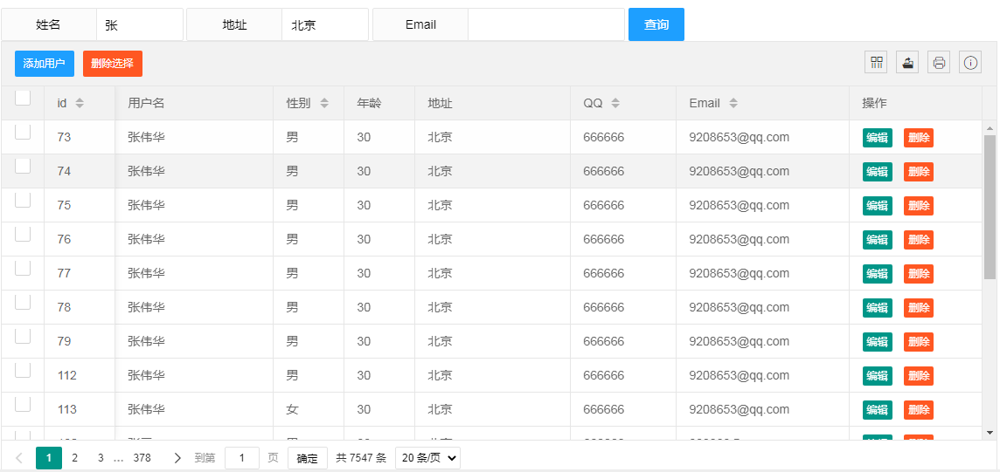 姓名 张 地址 北京 Email 查询
添加用户 删除选择
id 用户名 性别 年龄 地址 QQ Email 操作
73 张伟华 男 30 北京 666666 9208653@qq.com 编辑 删除
74 张伟华 男 30 北京 666666 9208653@qq.com 编辑 删除
75 张伟华 男 30 北京 666666 9208653@qq.com 编辑 删除
76 张伟华 男 30 北京 666666 9208653@qq.com 编辑 删除
77 张伟华 男 30 北京 666666 9208653@qq.com 编辑 删除
78 张伟华 男 30 北京 666666 9208653@qq.com 编辑 删除
79 张伟华 男 30 北京 666666 9208653@qq.com 编辑 删除
112 张伟华 男 30 北京 666666 9208653@qq.com 编辑 删除
113 张伟华 女 30 北京 666666 9208653@qq.com 编辑 删除
1 2 3 … 378 到第 1 页 确定 共 7547 条 20 条/页